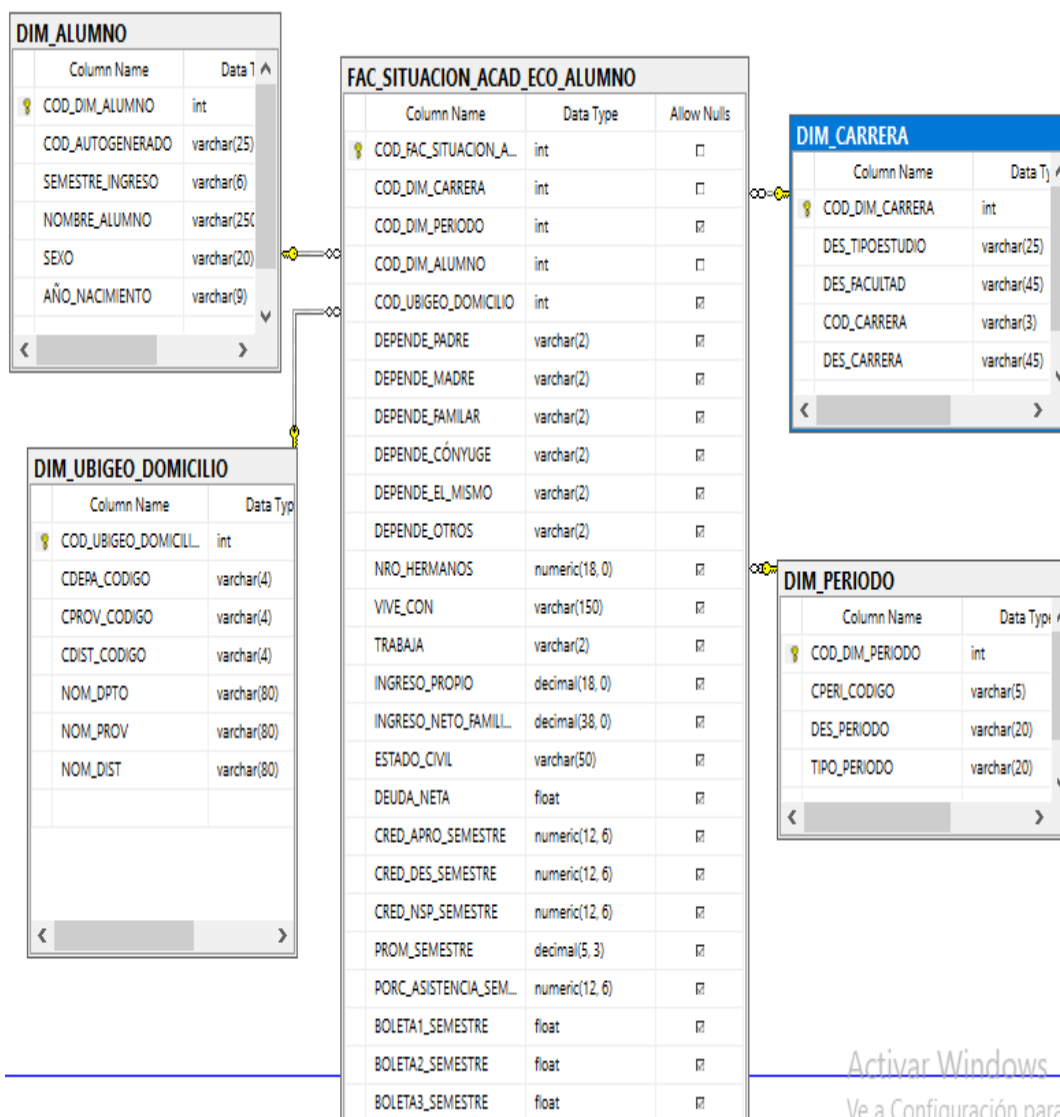 DIM_ALUMNO
Column Name Data T
COD_DIM_ALUMNO int
COD_AUTOGENERADO varchar(25)
SEMESTRE_INGRESO varchar(6)
NOMBRE_ALUMNO varchar(250
SEXO varchar(20)
AÑO_NACIMIENTO varchar(9)
DIM_UBIGEO_DOMICILIO
Column Name Data Typ
COD_UBIGEO_DOMICILI... int
CDEPA_CODIGO varchar(4)
CPROV_CODIGO varchar(4)
CDIST_CODIGO varchar(4)
NOM_DPTO varchar(80)
NOM_PROV varchar(80)
NOM_DIST varchar(80)
FAC_SITUACION_ACAD_ECO_ALUMNO
Column Name Data Type Allow Nulls
COD_FAC_SITUACION_A... int
COD_DIM_CARRERA int
COD_DIM_PERIODO int
COD_DIM_ALUMNO int
COD_UBIGEO_DOMICILIO int
DEPENDE_PADRE varchar(2)
DEPENDE_MADRE varchar(2)
DEPENDE_FAMILAR varchar(2)
DEPENDE_CÓNYUGE varchar(2)
DEPENDE_EL_MISMO varchar(2)
DEPENDE_OTROS varchar(2)
NRO_HERMANOS numeric(18, 0)
VIVE_CON varchar(150)
TRABAJA varchar(2)
INGRESO_PROPIO decimal(18, 0)
INGRESO_NETO_FAMILI... decimal(38, 0)
ESTADO_CIVIL varchar(50)
DEUDA_NETA float
CRED_APRO_SEMESTRE numeric(12, 6)
CRED_DES_SEMESTRE numeric(12, 6)
CRED_NSP_SEMESTRE numeric(12, 6)
PROM_SEMESTRE decimal(5, 3)
PORC_ASISTENCIA_SEM... numeric(12, 6)
BOLETA1_SEMESTRE float
BOLETA2_SEMESTRE float
BOLETA3_SEMESTRE float
DIM_CARRERA
Column Name Data Ty
COD_DIM_CARRERA int
DES_TIPOESTUDIO varchar(25)
DES_FACULTAD varchar(45)
COD_CARRERA varchar(3)
DES_CARRERA varchar(45)
DIM_PERIODO
Column Name Data Type
COD_DIM_PERIODO int
CPERI_CODIGO varchar(5)
DES_PERIODO varchar(20)
TIPO_PERIODO varchar(20)
Activar Windows
Ve a Configuración para